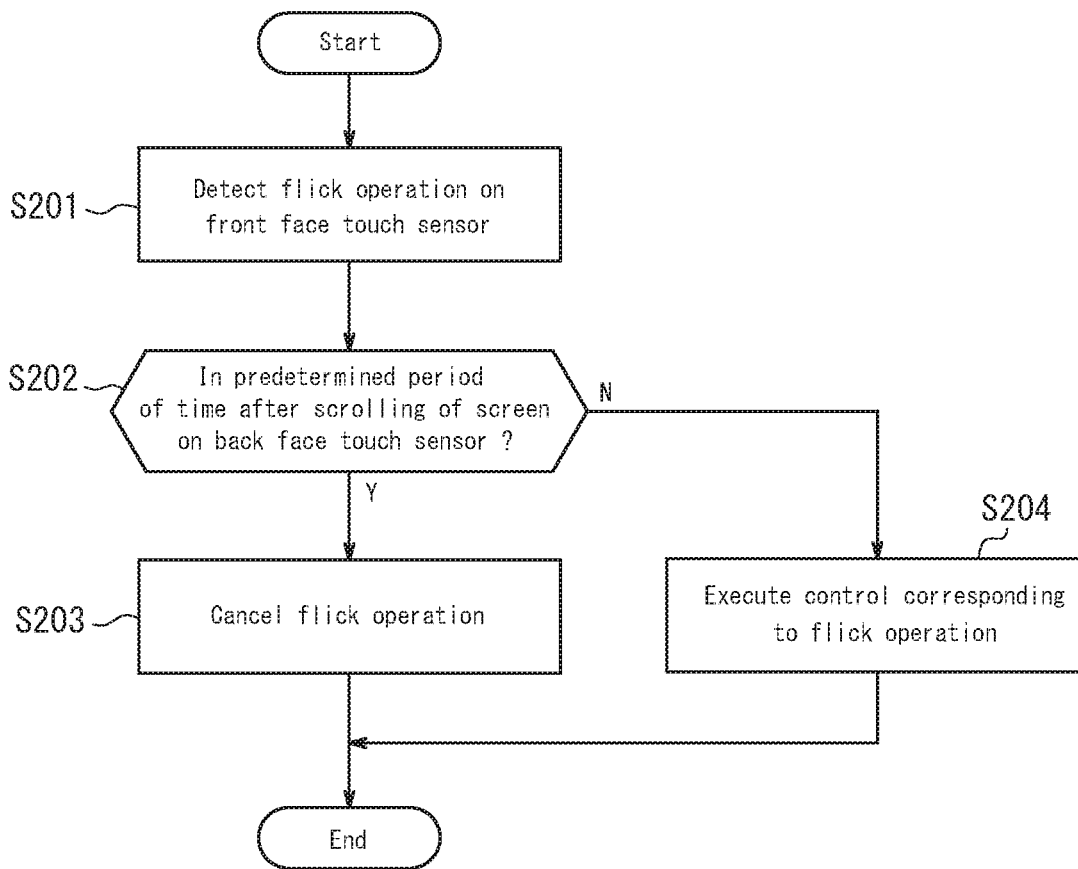 Start
S201
Detect flick operation on
front face touch sensor
S202
In predetermined period
of time after scrolling of screen
on back face touch sensor ?
N
Y
S204
S203
Cancel flick operation
Execute control corresponding
to flick operation
End